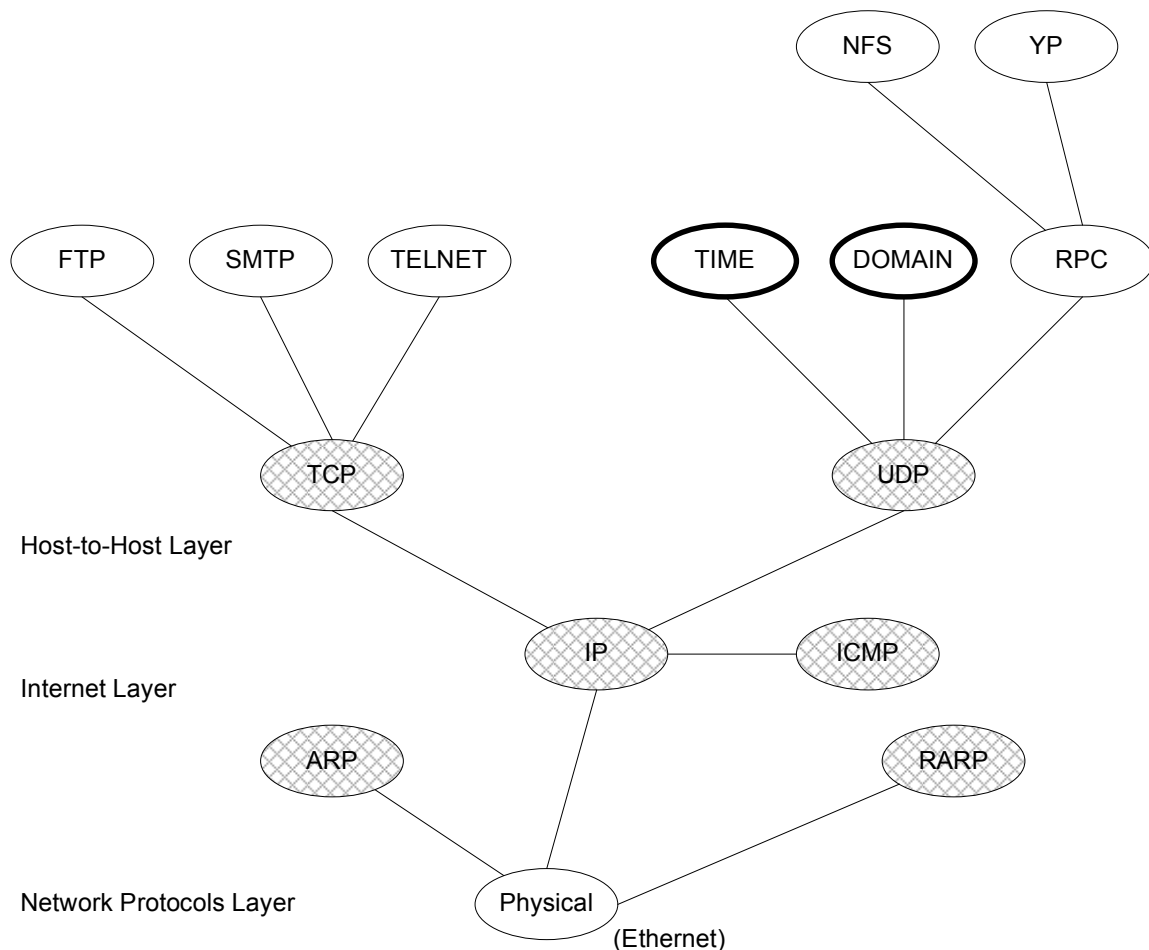 NFS
YP
FTP
SMTP
TELNET
TIME
DOMAIN
RPC
TCP
UDP
Host-to-Host Layer
IP
ICMP
Internet Layer
ARP
RARP
Network Protocols Layer
Physical
(Ethernet)